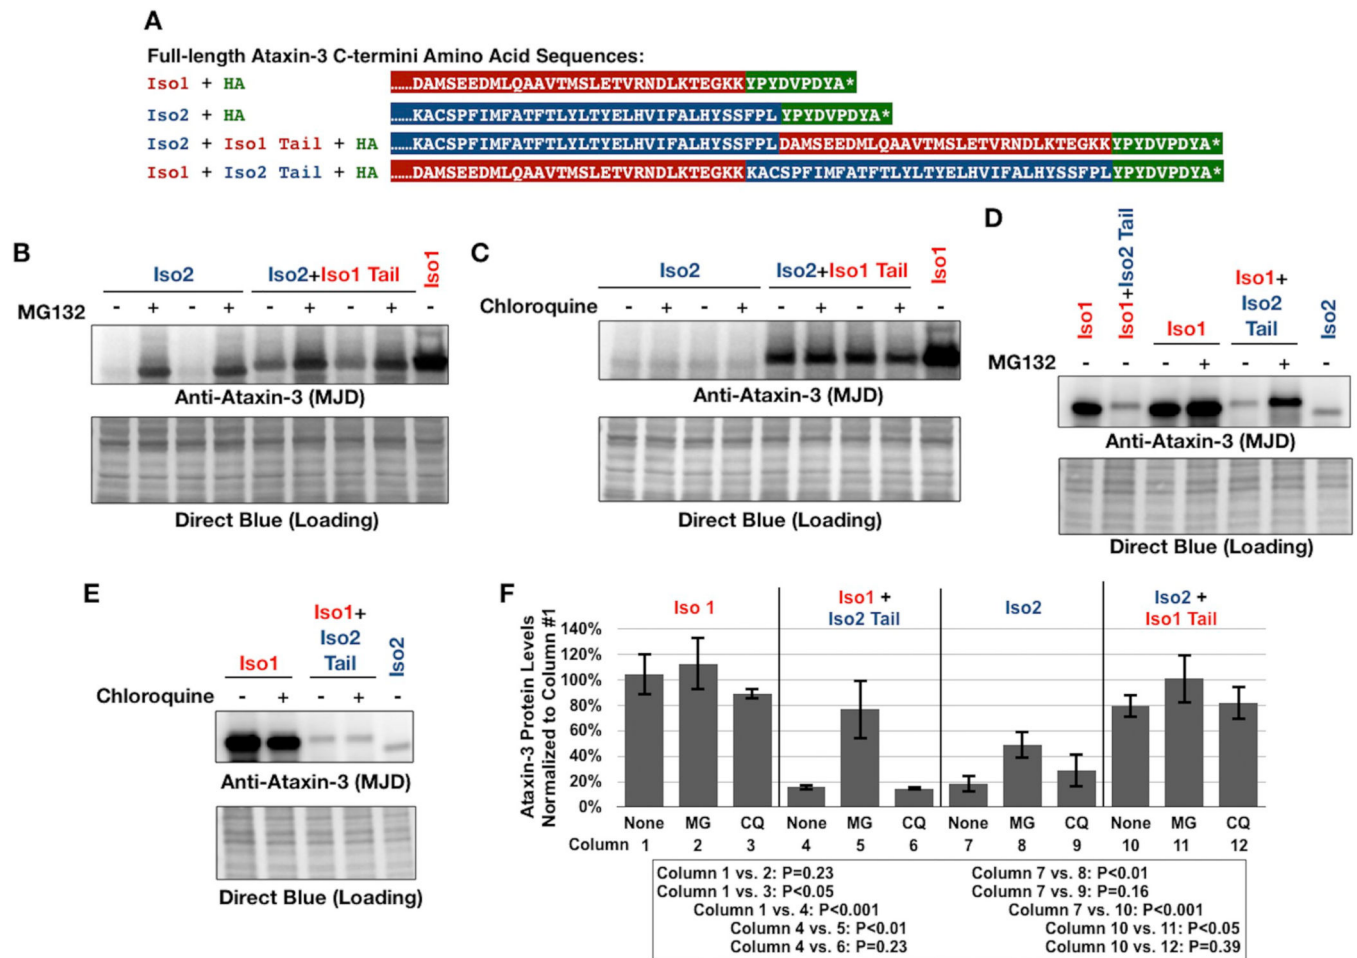 A
Full-length Ataxin-3 C-termini Amino Acid Sequences:
Iso1 + HA ......DAMSEEDMLQAAVTMSLETVRNDLKTEGKKYPYDVPDYA*
Iso2 + HA ......KACSPFIMFATFTLYLTYELHVIFALHYSSFPLYPYDVPDYA*
Iso2 + Iso1 Tail + HA ......KACSPFIMFATFTLYLTYELHVIFALHYSSFPLDAMSEEDMLQAAVTMSLETVRNDLKTEGKKYPYDVPDYA*
Iso1 + Iso2 Tail + HA ......DAMSEEDMLQAAVTMSLETVRNDLKTEGKKKACSPFIMFATFTLYLTYELHVIFALHYSSFPLYPYDVPDYA*
B
Iso2 Iso2+Iso1 Tail Iso1
MG132 - + - + - + - + -
Anti-Ataxin-3 (MJD)
Direct Blue (Loading)
C
Iso2 Iso2+Iso1 Tail Iso1
Chloroquine - + - + - + - + -
Anti-Ataxin-3 (MJD)
Direct Blue (Loading)
D
Iso1 Iso1+Iso2 Tail Iso1 Iso1+
Iso2
Tail
Iso2
MG132 - - - + - + -
Anti-Ataxin-3 (MJD)
Direct Blue (Loading)
E
Iso1 Iso1+
Iso2
Tail
Iso2
Chloroquine - + - + -
Anti-Ataxin-3 (MJD)
Direct Blue (Loading)
F
Iso 1 Iso1 +
Iso2 Tail
Iso2 Iso2 +
Iso1 Tail
Ataxin-3 Protein Levels
Normalized to Column #1
140%
120%
100%
80%
60%
40%
20%
0%
None MG CQ None MG CQ None MG CQ None MG CQ
Column 1 2 3 4 5 6 7 8 9 10 11 12
Column 1 vs. 2: P=0.23
Column 1 vs. 3: P<0.05
Column 1 vs. 4: P<0.001
Column 4 vs. 5: P<0.01
Column 4 vs. 6: P=0.23
Column 7 vs. 8: P<0.01
Column 7 vs. 9: P=0.16
Column 7 vs. 10: P<0.001
Column 10 vs. 11: P<0.05
Column 10 vs. 12: P=0.39